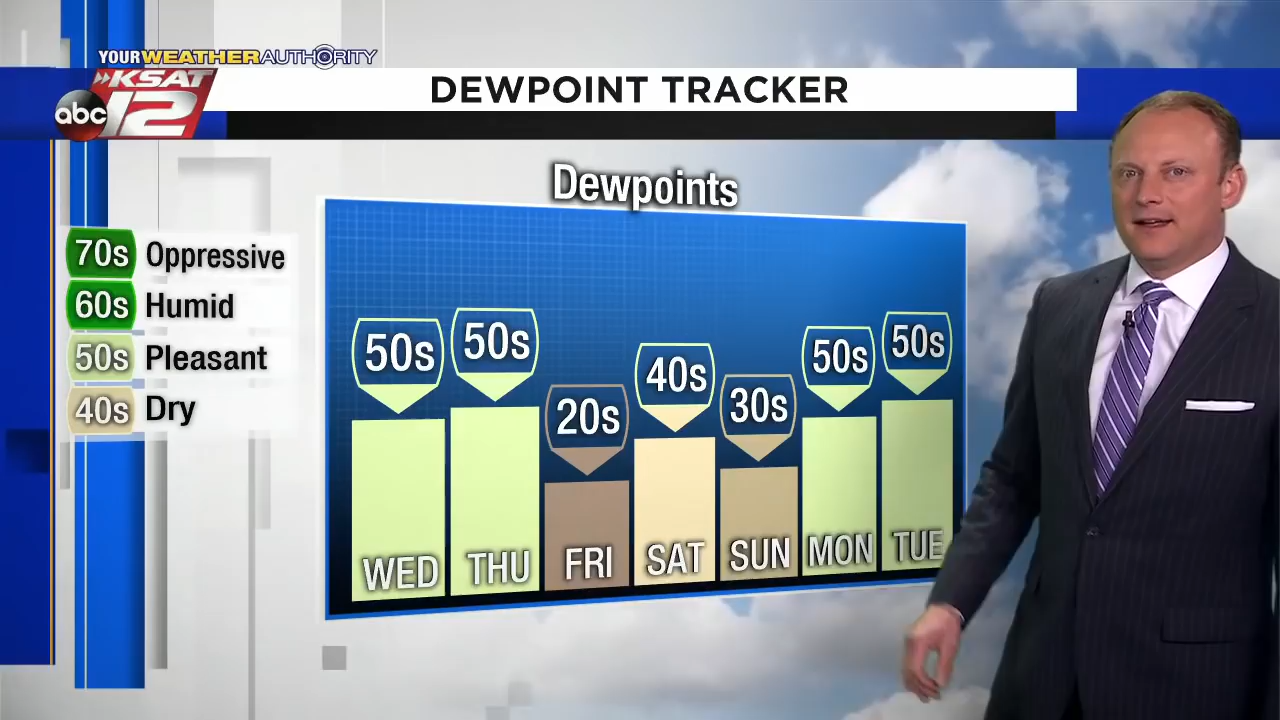 YOUR WEATHER AUTHORITY
KSAT
abc 12
DEWPOINT TRACKER
Dewpoints
70s Oppressive
60s Humid
50s Pleasant
40s Dry
50s 50s 20s 40s 30s 50s 50s
WED THU FRI SAT SUN MON TUE